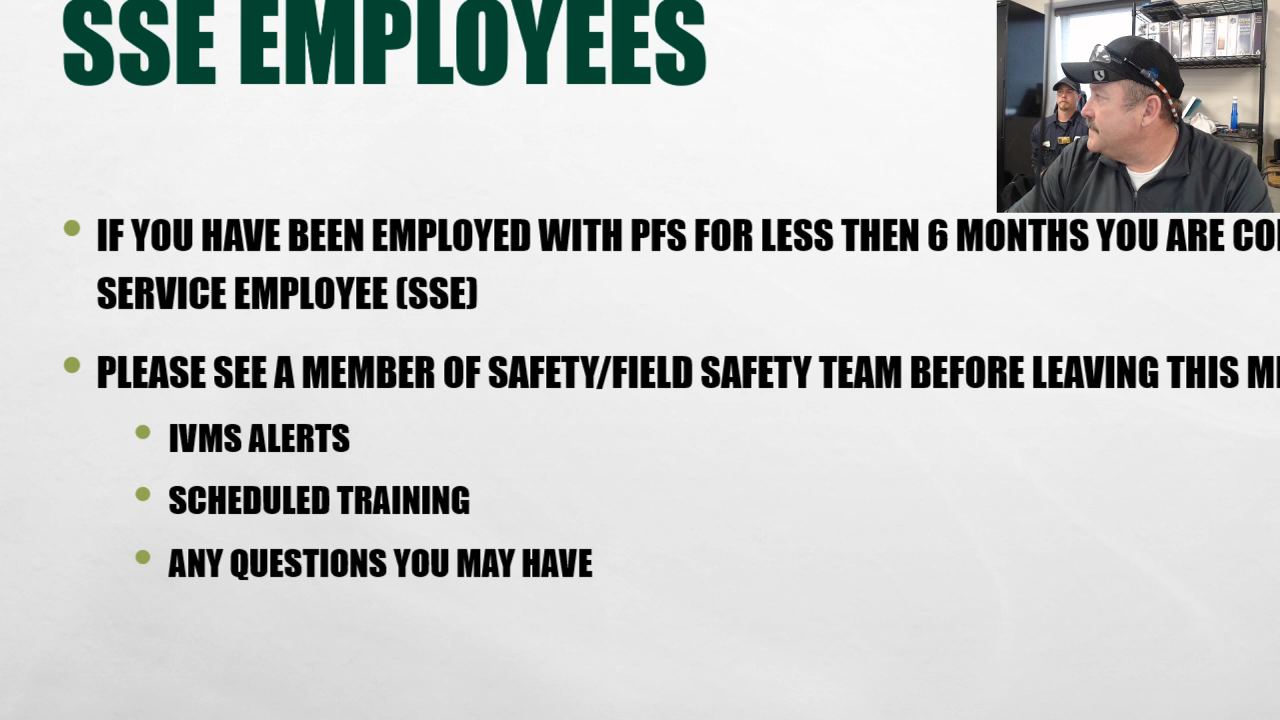 SSE EMPLOYEES
IF YOU HAVE BEEN EMPLOYED WITH PFS FOR LESS THEN 6 MONTHS YOU ARE
SERVICE EMPLOYEE (SSE)
PLEASE SEE A MEMBER OF SAFETY/FIELD SAFETY TEAM BEFORE LEAVING THIS
IVMS ALERTS
SCHEDULED TRAINING
ANY QUESTIONS YOU MAY HAVE